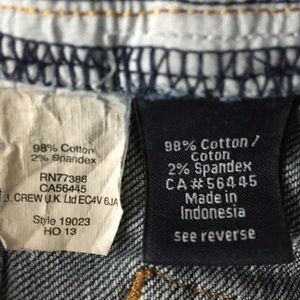 98% Cotton
2% Spandex
RN77388
CA56445
J. CREW U.K. Ltd EC4V 6JA
Style 19023
HO 13
98% Cotton /
Coton
2% Spandex
CA # 56445
Made in
Indonesia
see reverse